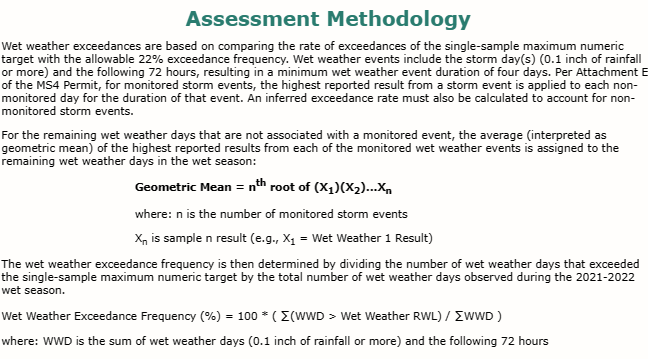 Assessment Methodology
Wet weather exceedances are based on comparing the rate of exceedances of the single-sample maximum numeric
target with the allowable 22% exceedance frequency. Wet weather events include the storm day(s) (0.1 inch of rainfall
or more) and the following 72 hours, resulting in a minimum wet weather event duration of four days. Per Attachment E
of the MS4 Permit, for monitored storm events, the highest reported result from a storm event is applied to each non-
monitored day for the duration of that event. An inferred exceedance rate must also be calculated to account for non-
monitored storm events.
For the remaining wet weather days that are not associated with a monitored event, the average (interpreted as
geometric mean) of the highest reported results from each of the monitored wet weather events is assigned to the
remaining wet weather days in the wet season:
Geometric Mean = nth root of (X1)(X2)...Xn
where: n is the number of monitored storm events
Xn is sample n result (e.g., X1 = Wet Weather 1 Result)
The wet weather exceedance frequency is then determined by dividing the number of wet weather days that exceeded
the single-sample maximum numeric target by the total number of wet weather days observed during the 2021-2022
wet season.
Wet Weather Exceedance Frequency (%) = 100 * ( ∑(WWD > Wet Weather RWL) / ∑WWD )
where: WWD is the sum of wet weather days (0.1 inch of rainfall or more) and the following 72 hours